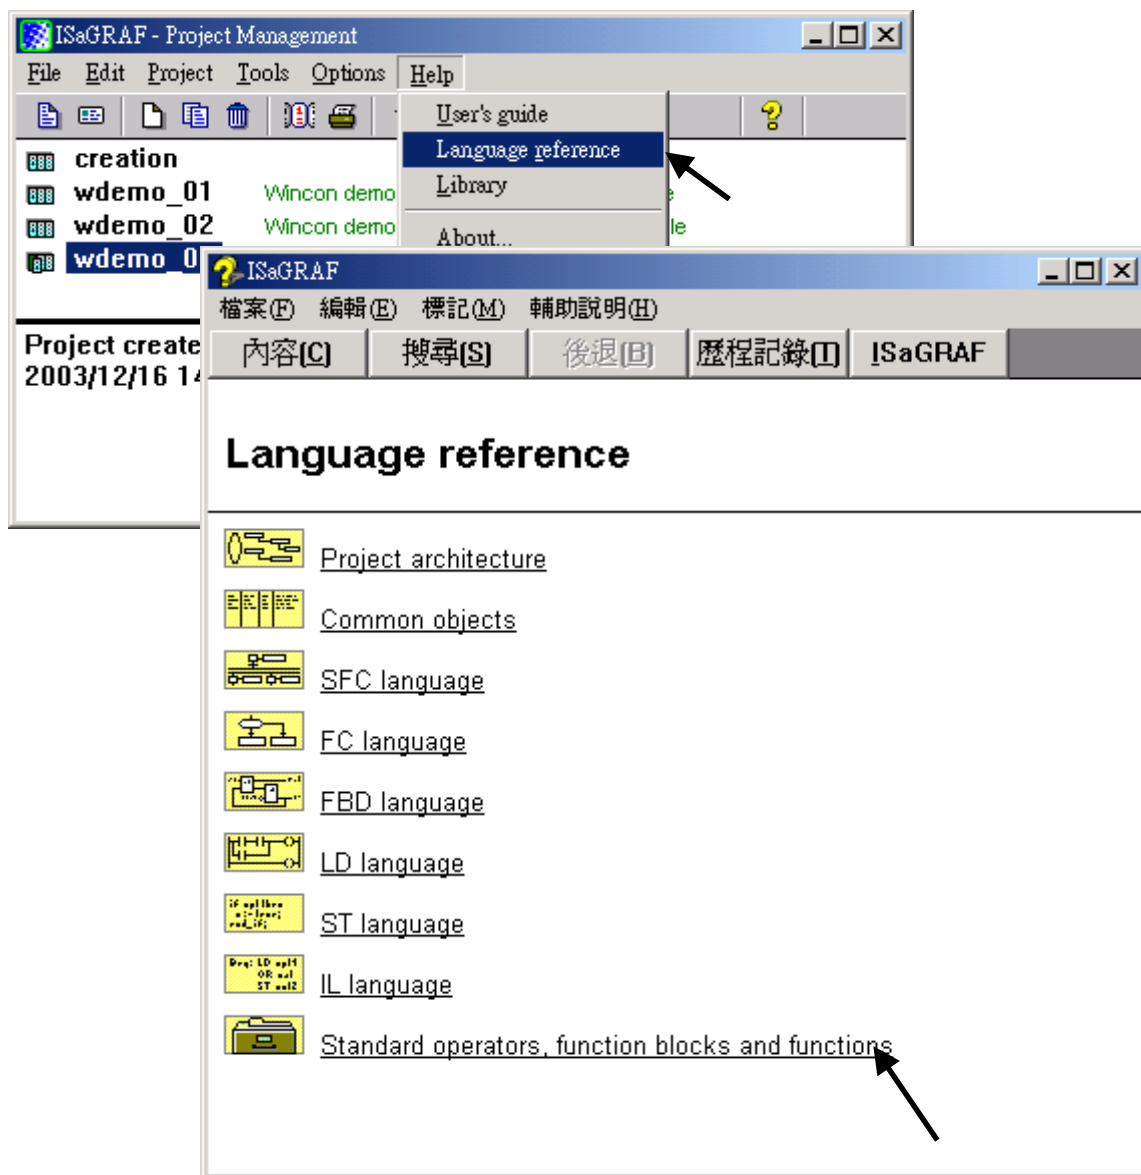 ISaGRAF - Project Management
File Edit Project Tools Options Help
User's guide
Language reference
Library
About...
creation
wdemo_01 Wincon demo
wdemo_02 Wincon demo le
wdemo_0
Project create
2003/12/16 14
ISaGRAF
檔案(F) 編輯(E) 標記(M) 輔助說明(H)
內容(C) 搜尋(S) 後退(B) 歷程記錄(T) ISaGRAF
Language reference
Project architecture
Common objects
SFC language
FC language
FBD language
LD language
ST language
IL language
Standard operators, function blocks and functions